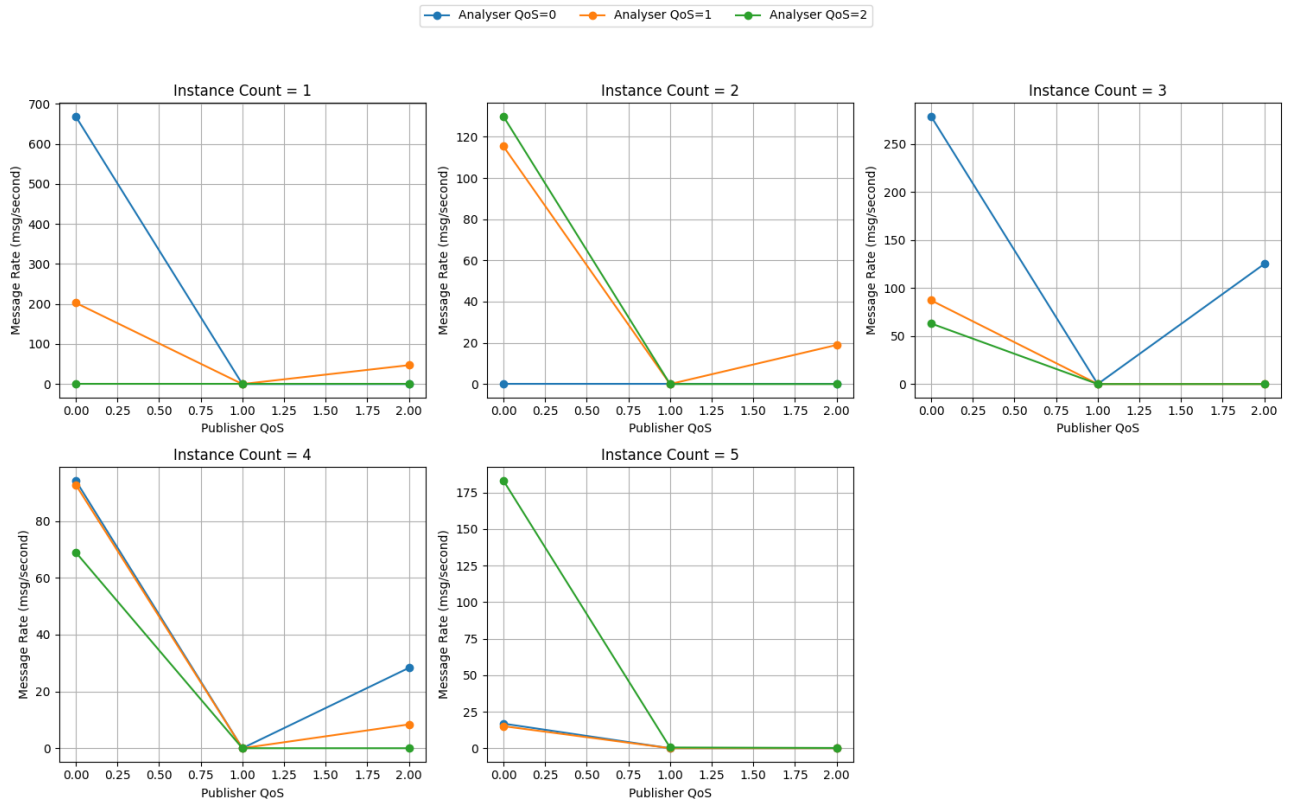 Analyser QoS=0 Analyser QoS=1 Analyser QoS=2
Instance Count = 1
700
600
500
400
300
200
100
0
Message Rate (msg/second)
0.00 0.25 0.50 0.75 1.00 1.25 1.50 1.75 2.00
Publisher QoS
Instance Count = 2
120
100
80
60
40
20
0
Message Rate (msg/second)
0.00 0.25 0.50 0.75 1.00 1.25 1.50 1.75 2.00
Publisher QoS
Instance Count = 3
250
200
150
100
50
0
Message Rate (msg/second)
0.00 0.25 0.50 0.75 1.00 1.25 1.50 1.75 2.00
Publisher QoS
Instance Count = 4
80
60
40
20
0
Message Rate (msg/second)
0.00 0.25 0.50 0.75 1.00 1.25 1.50 1.75 2.00
Publisher QoS
Instance Count = 5
175
150
125
100
75
50
25
0
Message Rate (msg/second)
0.00 0.25 0.50 0.75 1.00 1.25 1.50 1.75 2.00
Publisher QoS